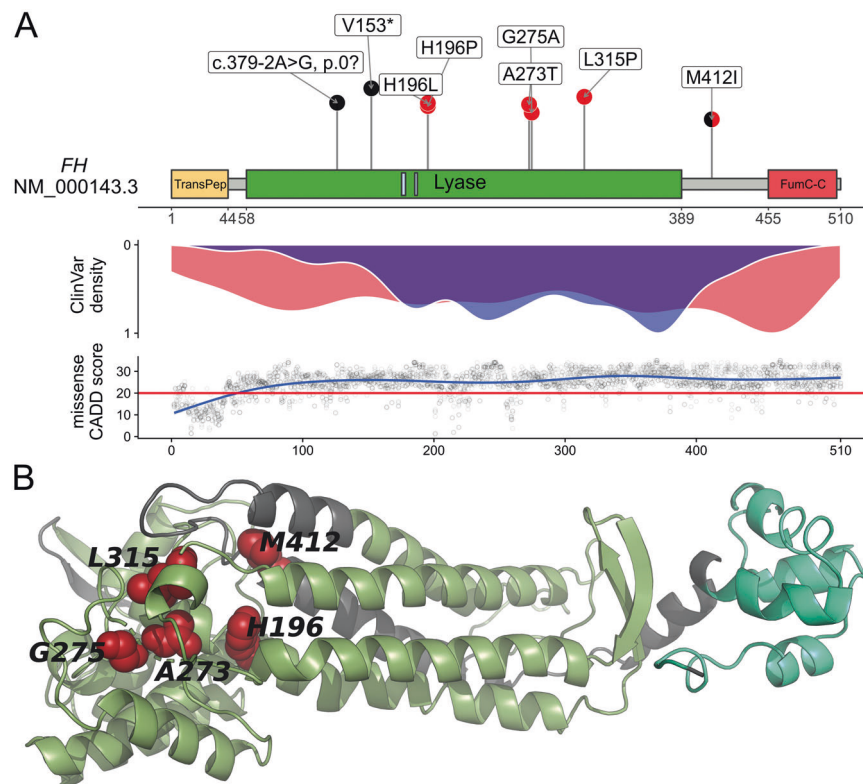 A
V153*
G275A
H196P
c.379-2A>G, p.0?
L315P
H196L
A273T
M412I
FH
NM_000143.3
TransPep
Lyase
FumC-C
1
44
58
389
455
510
ClinVar
density
0
1
missense
CADD score
30
20
10
0
0
100
200
300
400
510
B
M412
L315
H196
G275
A273